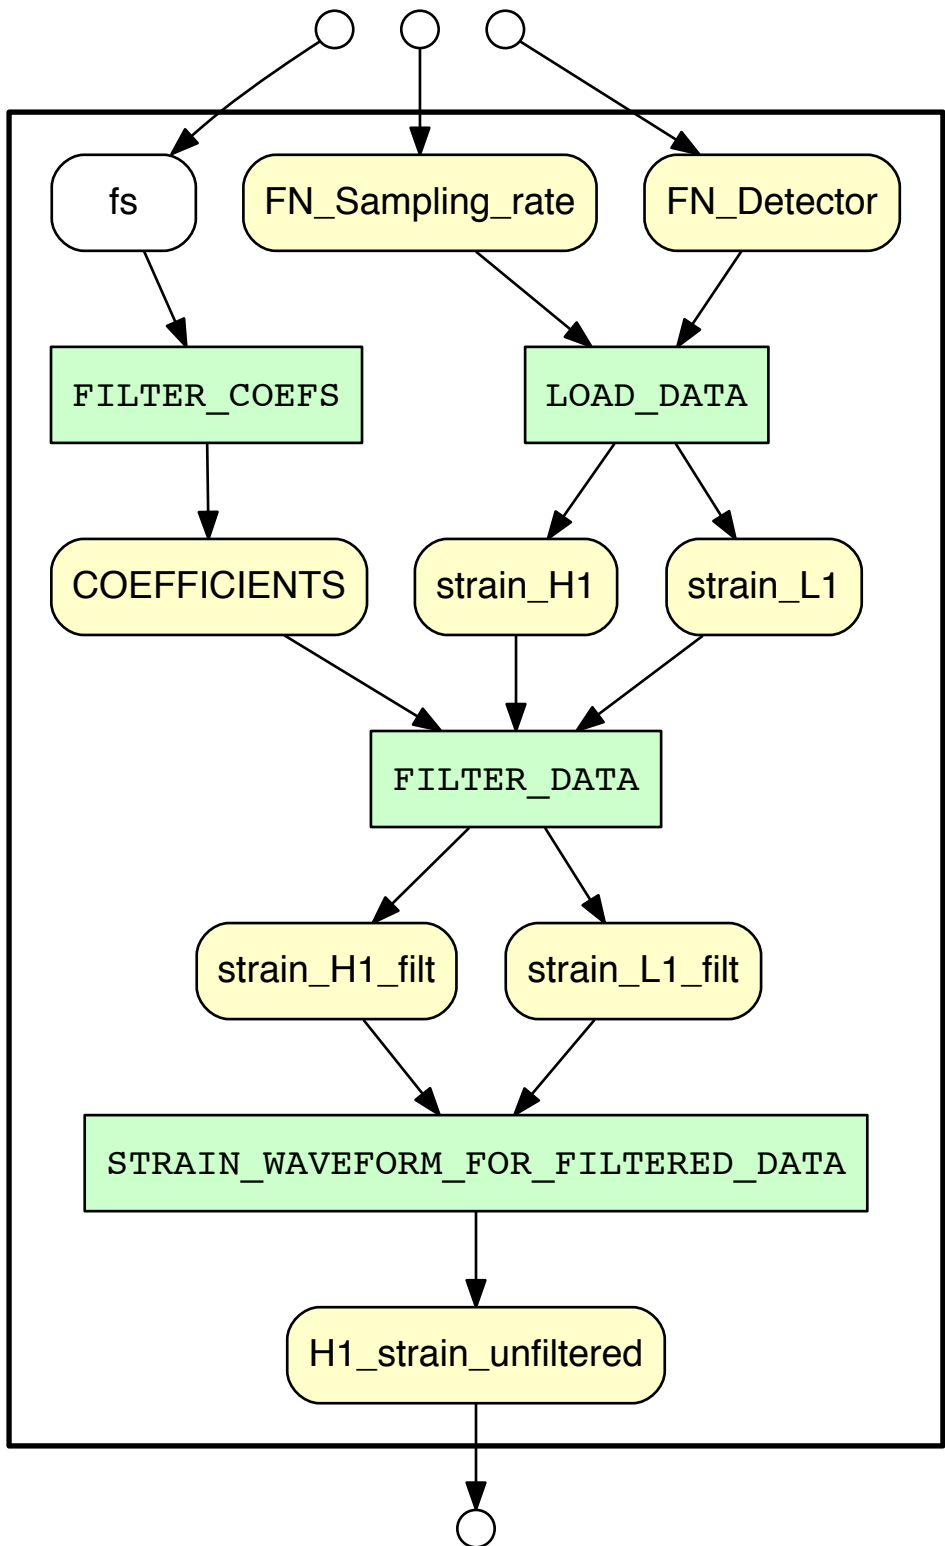 fs
FN_Sampling_rate
FN_Detector
FILTER_COEFS
LOAD_DATA
COEFFICIENTS
strain_H1
strain_L1
FILTER_DATA
strain_H1_filt
strain_L1_filt
STRAIN_WAVEFORM_FOR_FILTERED_DATA
H1_strain_unfiltered